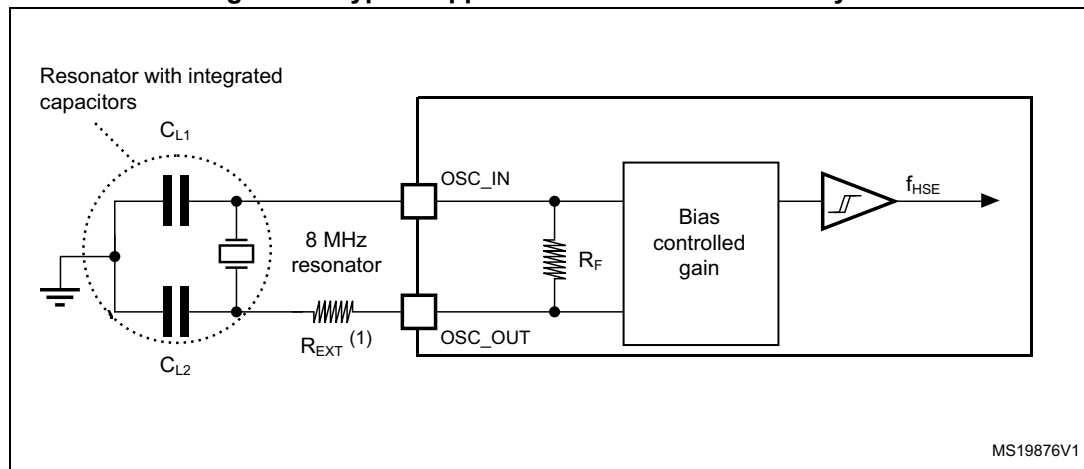 Resonator with integrated
capacitors
C_L1
OSC_IN
f_HSE
8 MHz
resonator
R_F
Bias
controlled
gain
R_EXT (1)
OSC_OUT
C_L2
MS19876V1